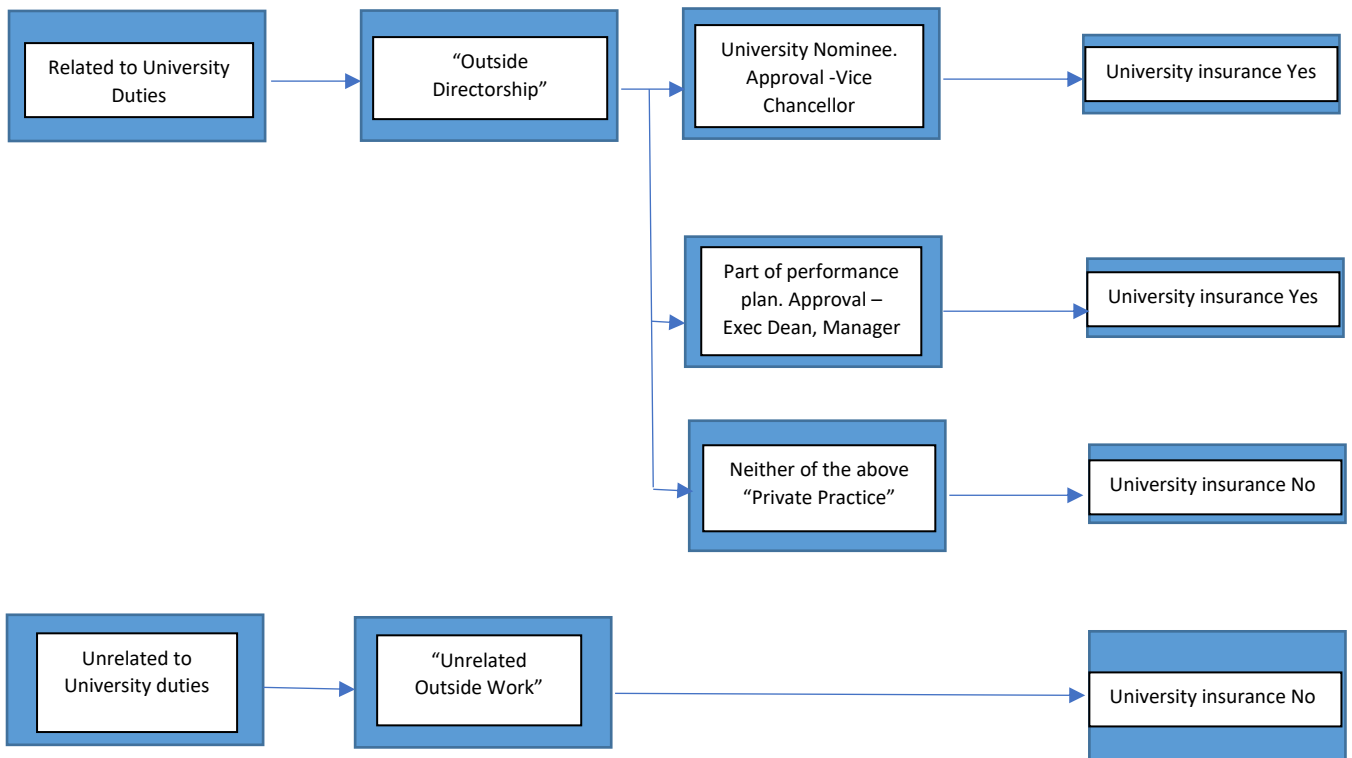 Related to University
Duties
“Outside
Directorship”
University Nominee.
Approval -Vice
Chancellor
University insurance Yes
Part of performance
plan. Approval –
Exec Dean, Manager
University insurance Yes
Neither of the above
“Private Practice”
University insurance No
Unrelated to
University duties
“Unrelated
Outside Work”
University insurance No